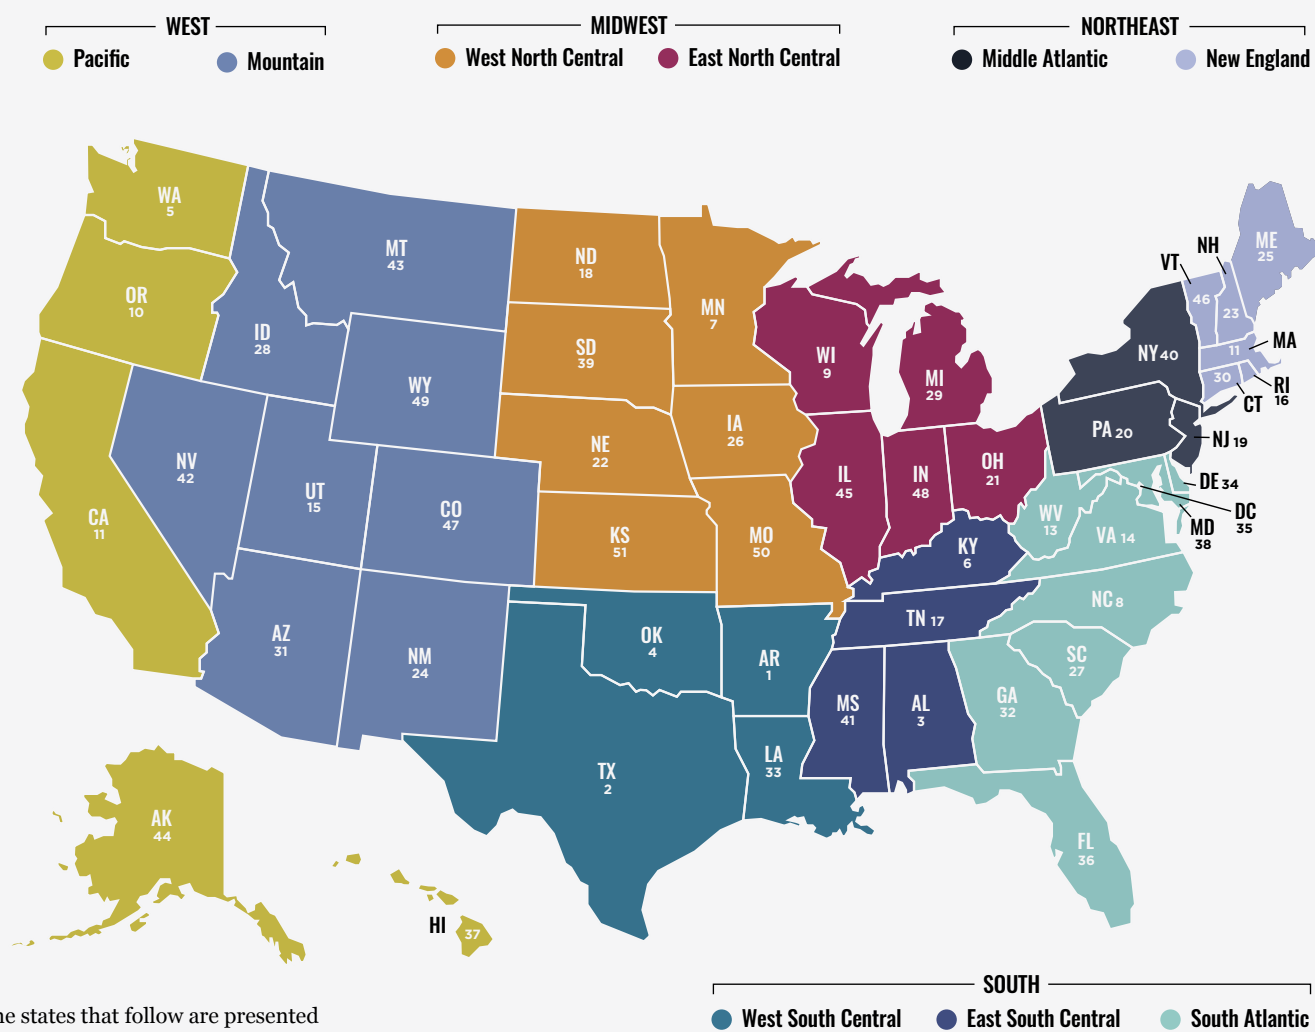 WEST
MIDWEST
NORTHEAST
Pacific
Mountain
West North Central
East North Central
Middle Atlantic
New England
WA
5
MT
43
ND
18
MN
7
OR
10
ID
28
SD
39
WI
9
MI
29
WY
49
NE
22
IA
26
NV
42
UT
15
CO
47
KS
51
MO
50
IL
45
IN
48
OH
21
CA
11
AZ
31
NM
24
OK
4
AR
1
TX
2
LA
33
MS
41
AL
3
TN 17
KY
6
GA
32
FL
36
SC
27
NC 8
VA 14
WV
13
PA 20
NY 40
VT
46
NH
23
ME
25
11
MA
30
CT
RI
16
NJ 19
DE 34
DC
35
MD
38
AK
44
HI
37
SOUTH
West South Central
East South Central
South Atlantic
ne states that follow are presented